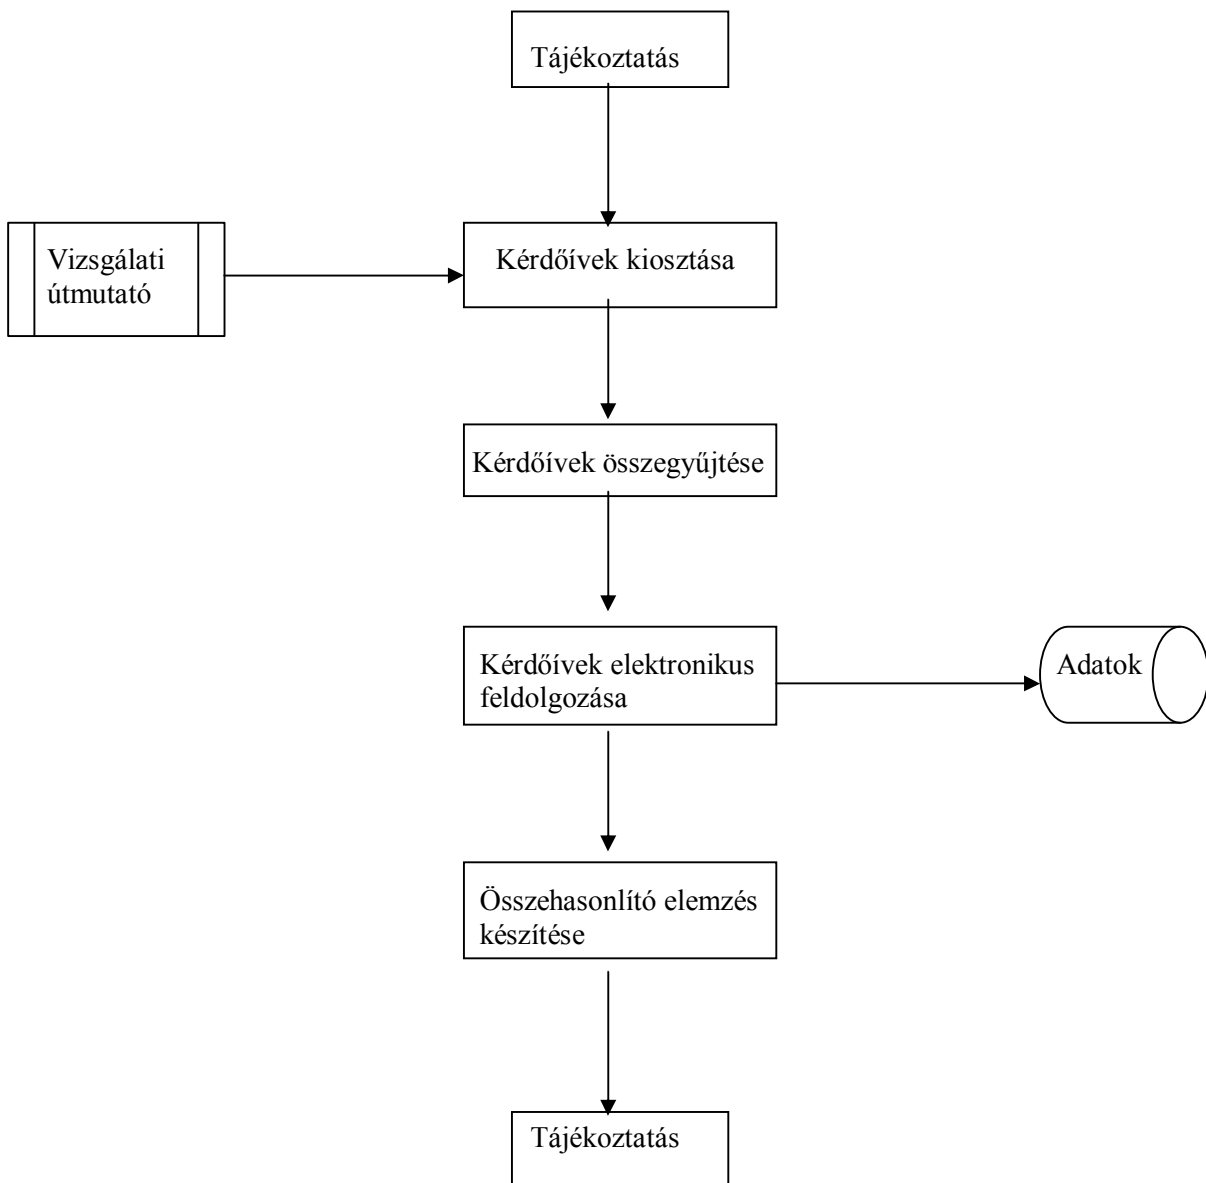 Tájékoztatás
Vizsgálati
útmutató
Kérdőívek kiosztása
Kérdőívek összegyűjtése
Kérdőívek elektronikus
feldolgozása
Adatok
Összehasonlító elemzés
készítése
Tájékoztatás